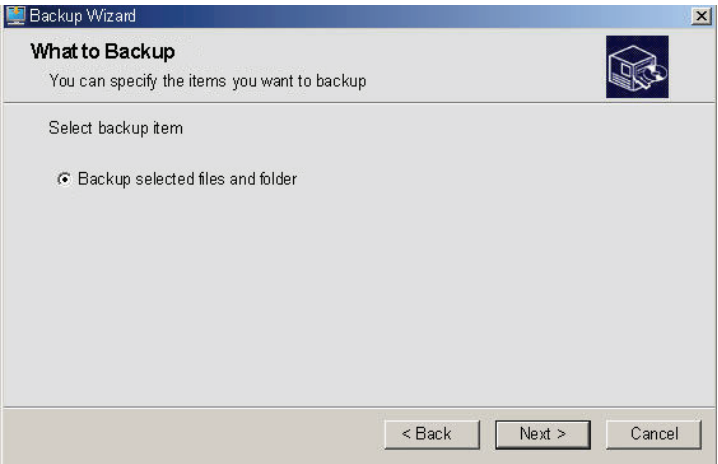 Backup Wizard
What to Backup
You can specify the items you want to backup
Select backup item
Backup selected files and folder
< Back
Next >
Cancel